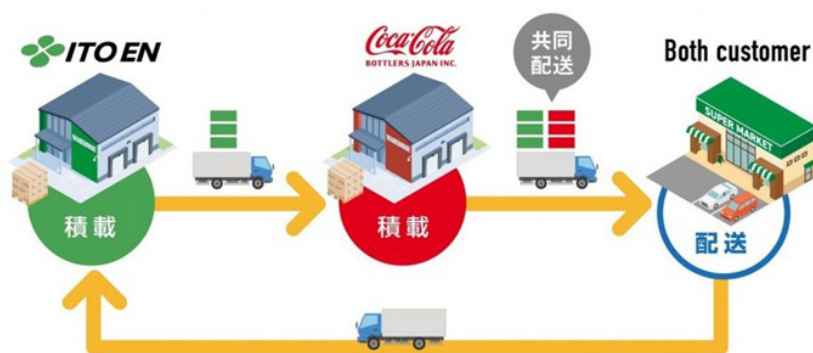 ITO EN
Coca-Cola
BOTTLERS JAPAN INC.
共同
配送
Both customer
SUPER MARKET
積載
積載
配送